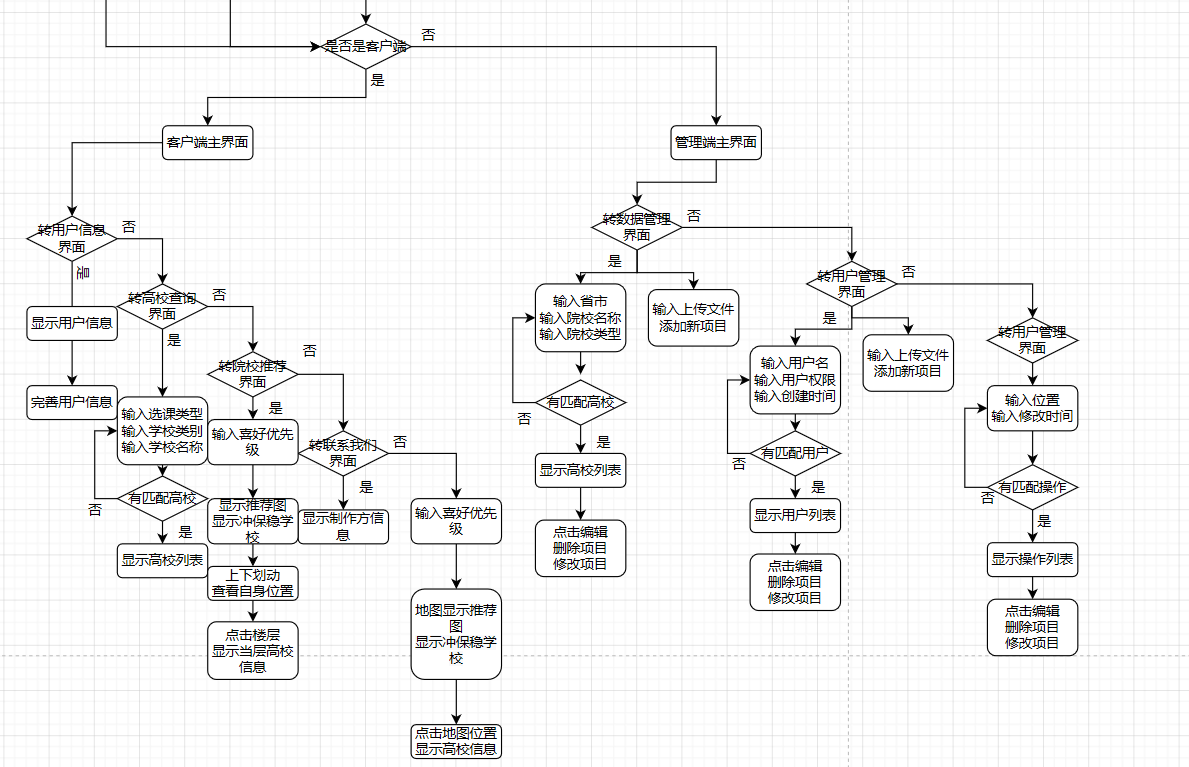 是否是客户端
否
是
客户端主界面
管理端主界面
转用户信息
界面
否
是
显示用户信息
完善用户信息
转高校查询
界面
否
是
输入选课类型
输入学校类别
输入学校名称
有匹配高校
否
是
显示高校列表
转院校推荐
界面
否
是
输入喜好优先
级
显示推荐图
显示冲保稳学
校
上下划动
查看自身位置
点击楼层
显示当层高校
信息
转联系我们
界面
否
是
显示制作方信
息
输入喜好优先
级
地图显示推荐
图
显示冲保稳学
校
点击地图位置
显示高校信息
转数据管理
界面
否
是
输入省市
输入院校名称
输入院校类型
输入上传文件
添加新项目
有匹配高校
否
是
显示高校列表
点击编辑
删除项目
修改项目
转用户管理
界面
否
是
输入用户名
输入用户权限
输入创建时间
输入上传文件
添加新项目
有匹配用户
否
是
显示用户列表
点击编辑
删除项目
修改项目
转用户管理
界面
输入位置
输入修改时间
有匹配操作
否
是
显示操作列表
点击编辑
删除项目
修改项目